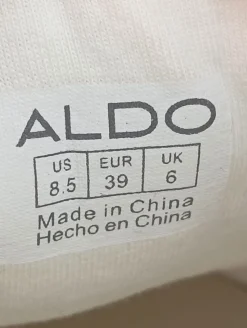 ALDO
US EUR UK
8.5 39 6
Made in China
Hecho en China